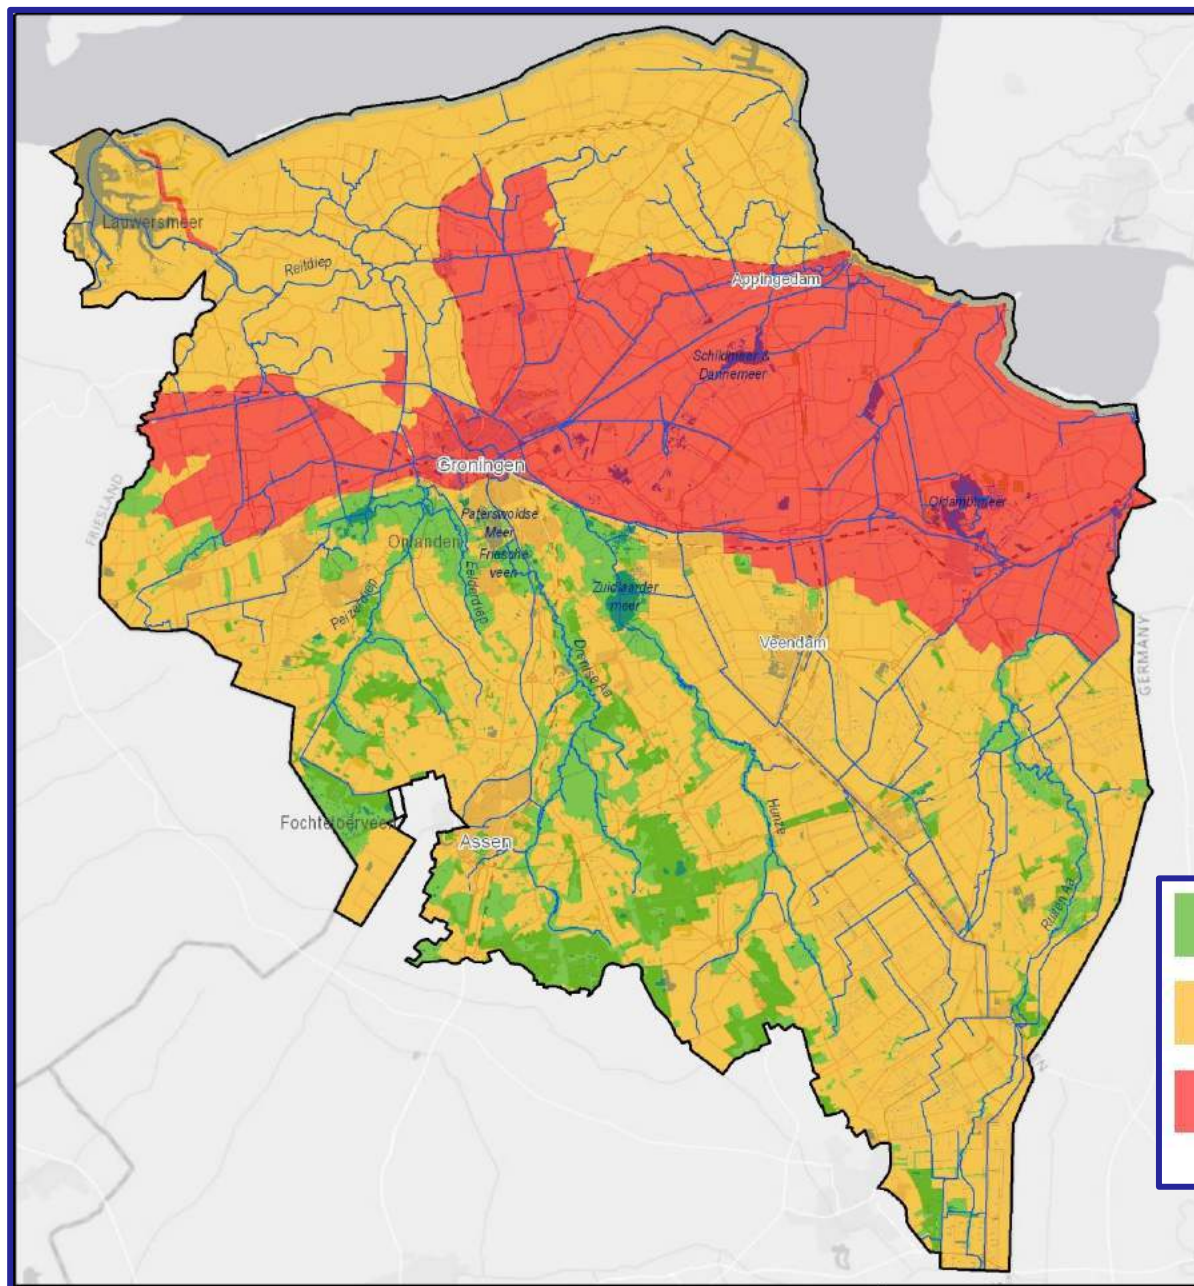 Lauwersmeer
Reitdiep
Appingedam
Schildmeer &
Dannemeer
Groningen
Oldambtmeer
FRIESLAND
Paterswoldse
Meer
Onlanden
Friesche
veen
Eelderdiep
Zuidlaarder
meer
Peizerdiep
Veendam
GERMANY
Drentse Aa
Hunze
Fochteloërveen
Assen
Ruiten Aa